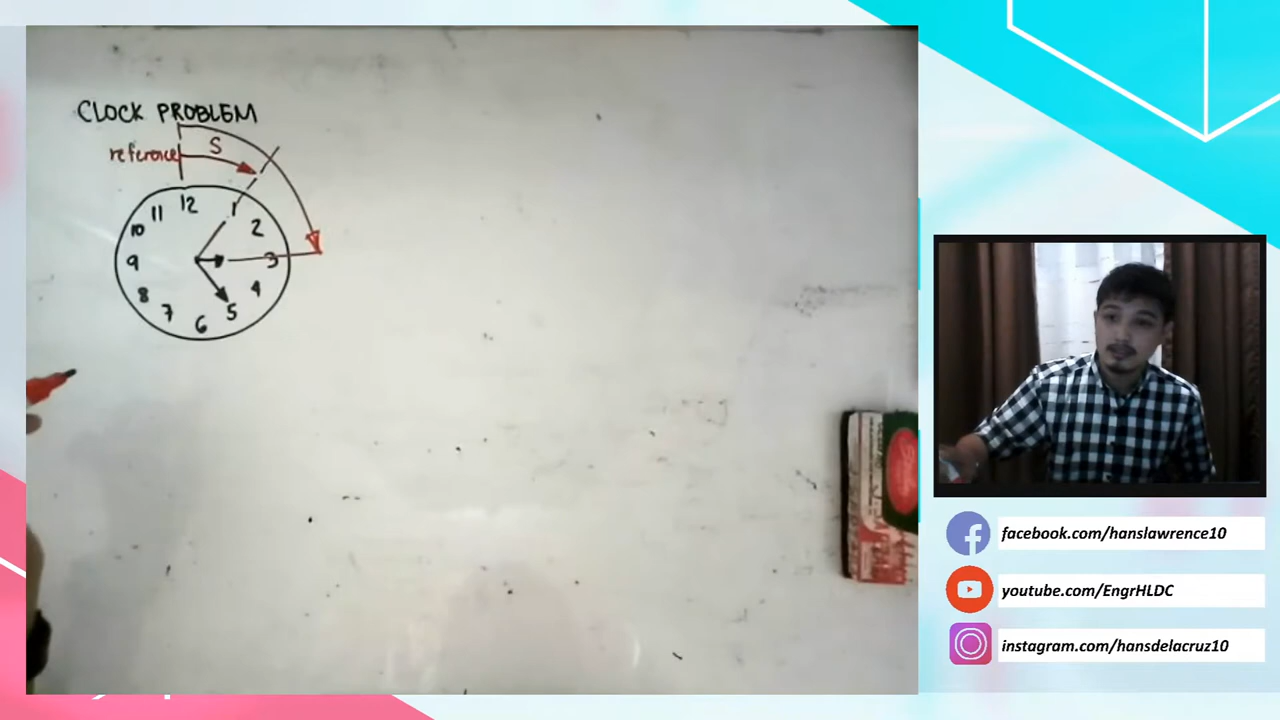 CLOCK PROBLEM
reference
S
12
1
2
3
4
5
6
7
8
9
10
11
facebook.com/hanslawrence10
youtube.com/EngrHLDC
instagram.com/hansdelacruz10